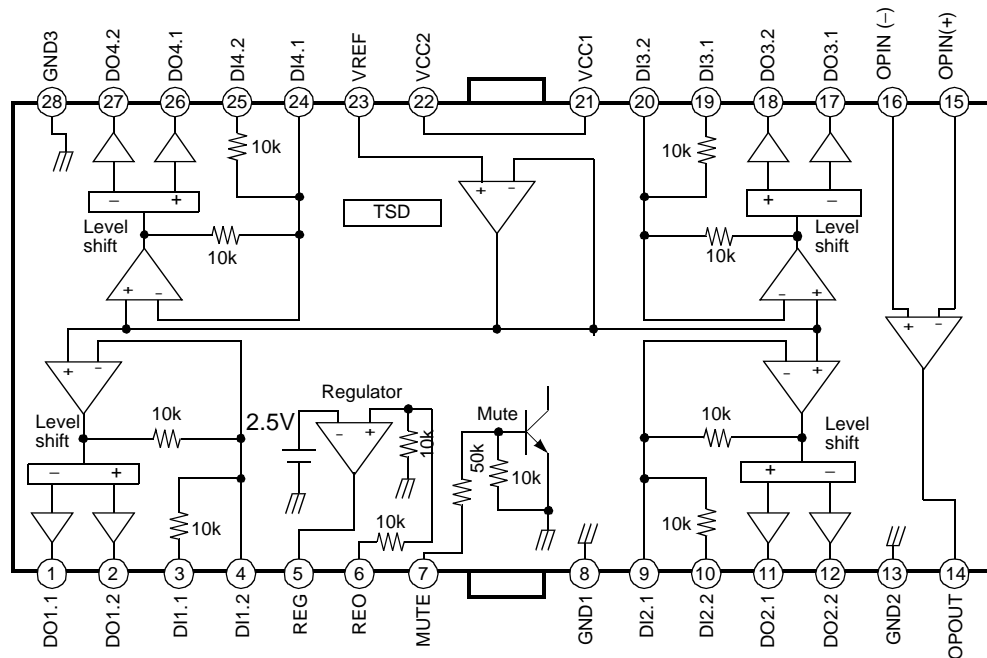 GND3
DO4.2
DO4.1
DI4.2
DI4.1
VREF
VCC2
VCC1
DI3.2
DI3.1
DO3.2
DO3.1
OPIN (−)
OPIN(+)
28
27
26
25
24
23
22
21
20
19
18
17
16
15
10k
10k
TSD
+ −
− +
+ −
Level
shift
10k
10k
Level
shift
+ −
− +
+ −
+ −
− +
Regulator
Mute
2.5V
10k
10k
Level
shift
− +
10k
50k
10k
− +
Level
shift
10k
10k
10k
+ −
1
2
3
4
5
6
7
8
9
10
11
12
13
14
DO1.1
DO1.2
DI1.1
DI1.2
REG
REO
MUTE
GND1
DI2.1
DI2.2
DO2.1
DO2.2
GND2
OPOUT